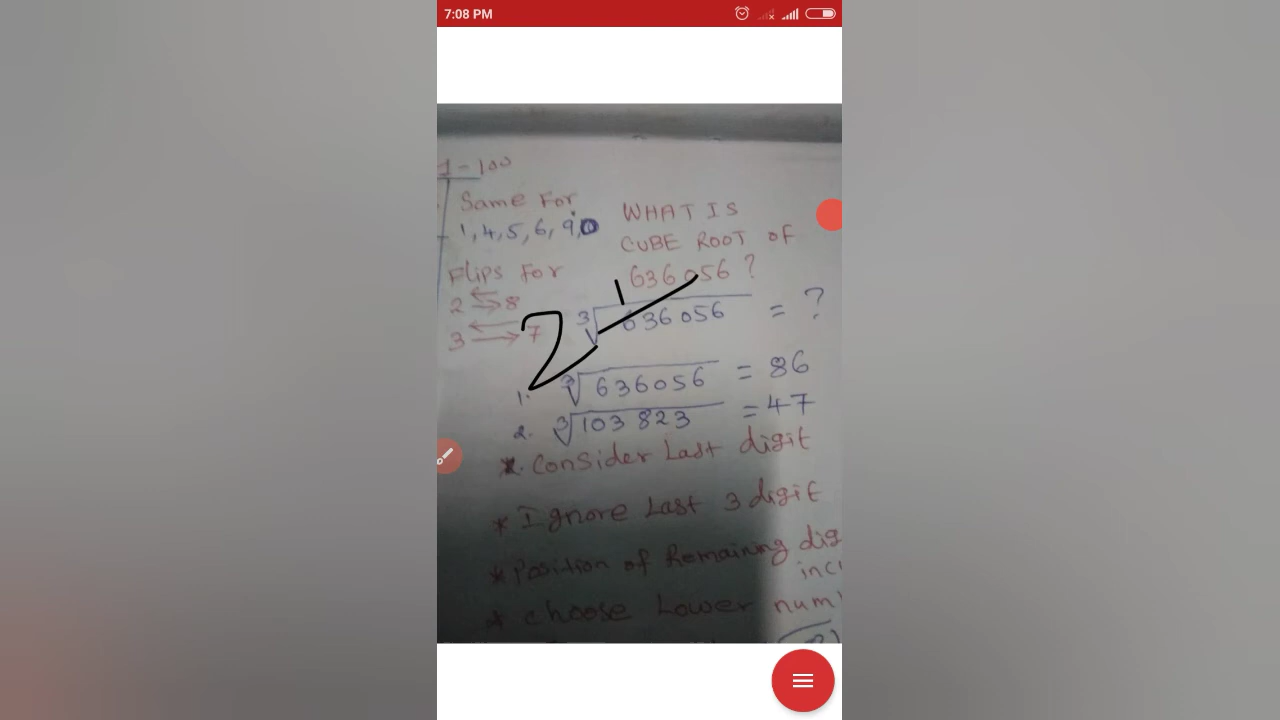 7:08 PM
1-100
Same For
1,4,5,6,9,0
Flips For
2 ⇆ 8
3 ⇆ 7
WHAT IS
CUBE ROOT OF
636056 ?
∛636056 = ?
1. ∛636056 = 86
2. ∛103823 = 47
* Consider Last digit
* Ignore Last 3 digit
* Position of Remaining dig
inc
* choose Lower num